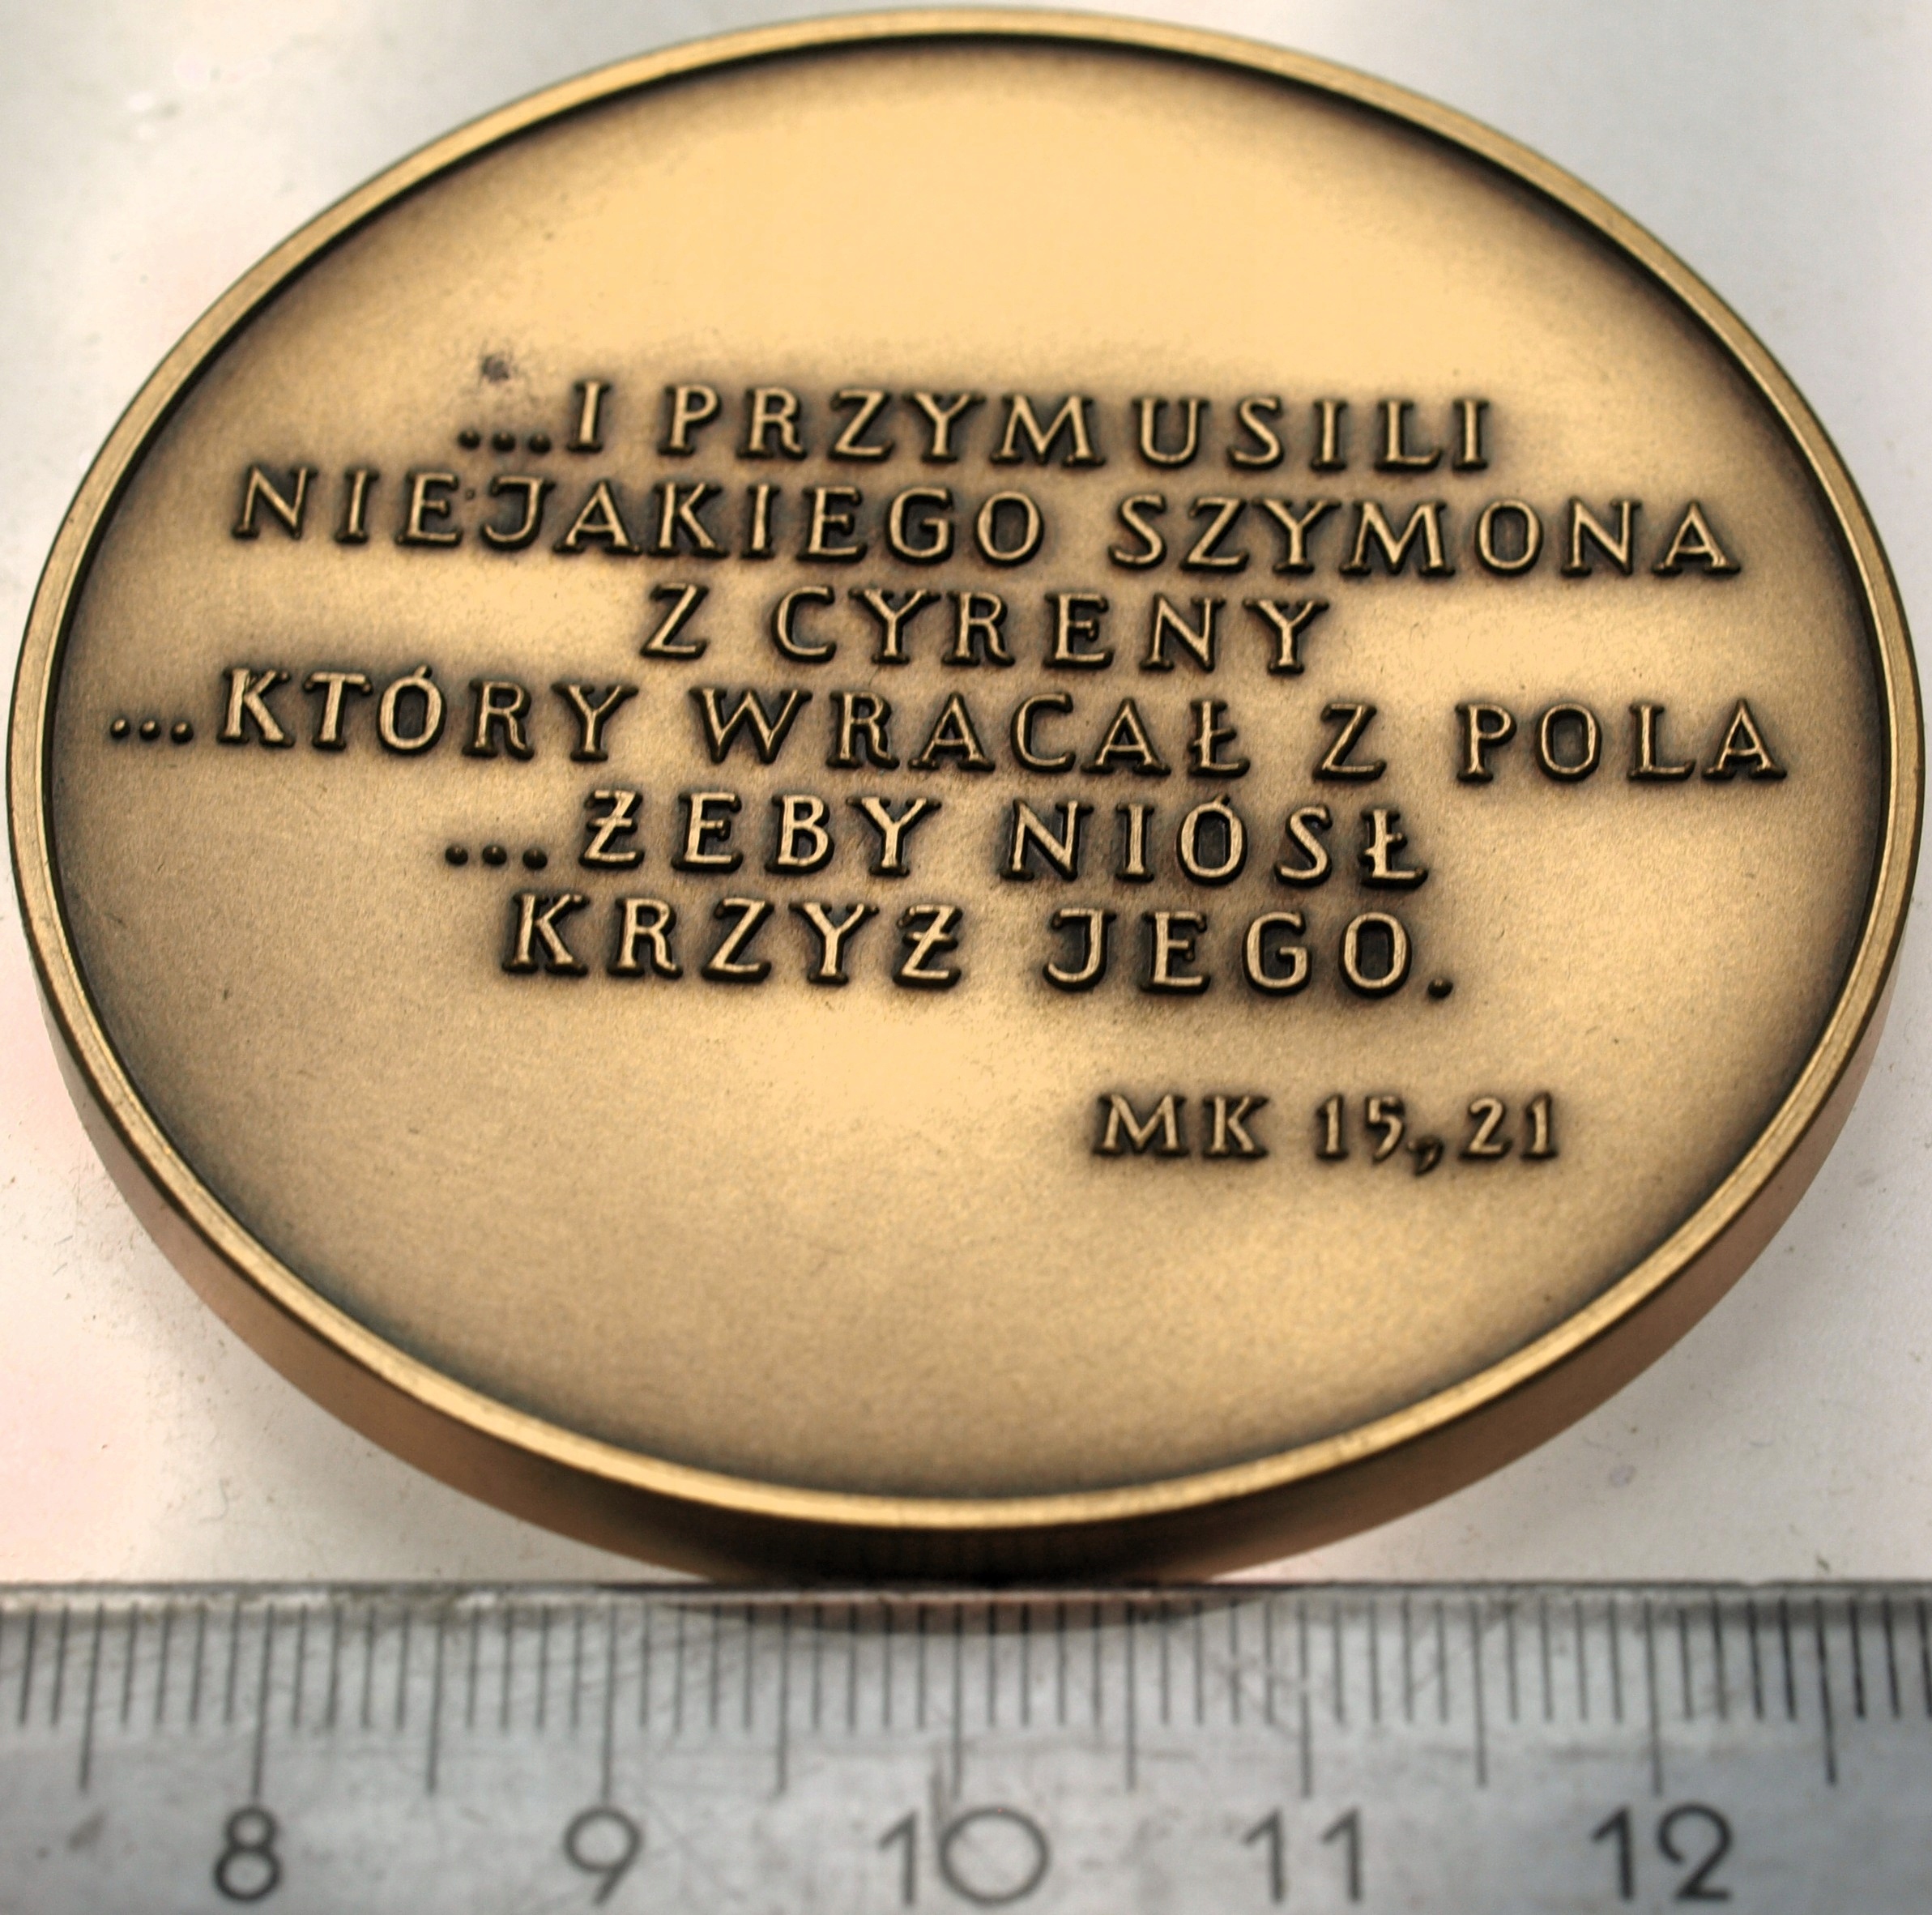 ...I PRZYMUSILI
NIEJAKIEGO SZYMONA
Z CYRENY
...KTÓRY WRACAŁ Z POLA
...ŻEBY NIÓSŁ
KRZYŻ JEGO.
MK 15,21
8 9 10 11 12